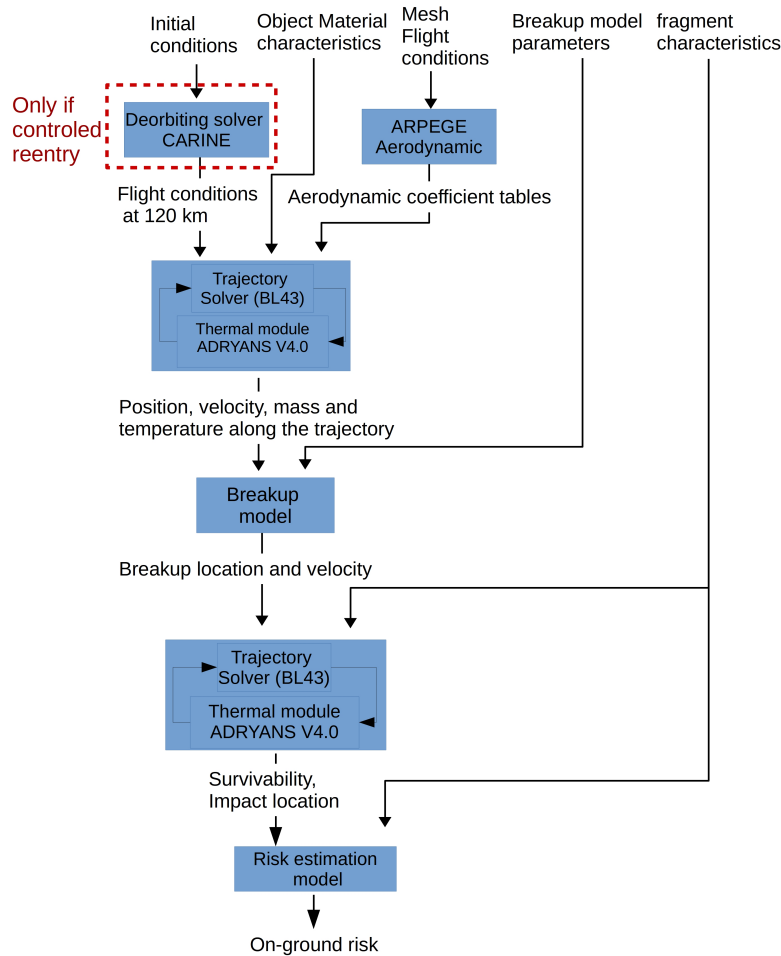 Initial
conditions
Object Material
characteristics
Mesh
Flight
conditions
Breakup model
parameters
fragment
characteristics
Only if
controled
reentry
Deorbiting solver
CARINE
ARPEGE
Aerodynamic
Flight conditions
at 120 km
Aerodynamic coefficient tables
Trajectory
Solver (BL43)
Thermal module
ADRYANS V4.0
Position, velocity, mass and
temperature along the trajectory
Breakup
model
Breakup location and velocity
Trajectory
Solver (BL43)
Thermal module
ADRYANS V4.0
Survivability,
Impact location
Risk estimation
model
On-ground risk